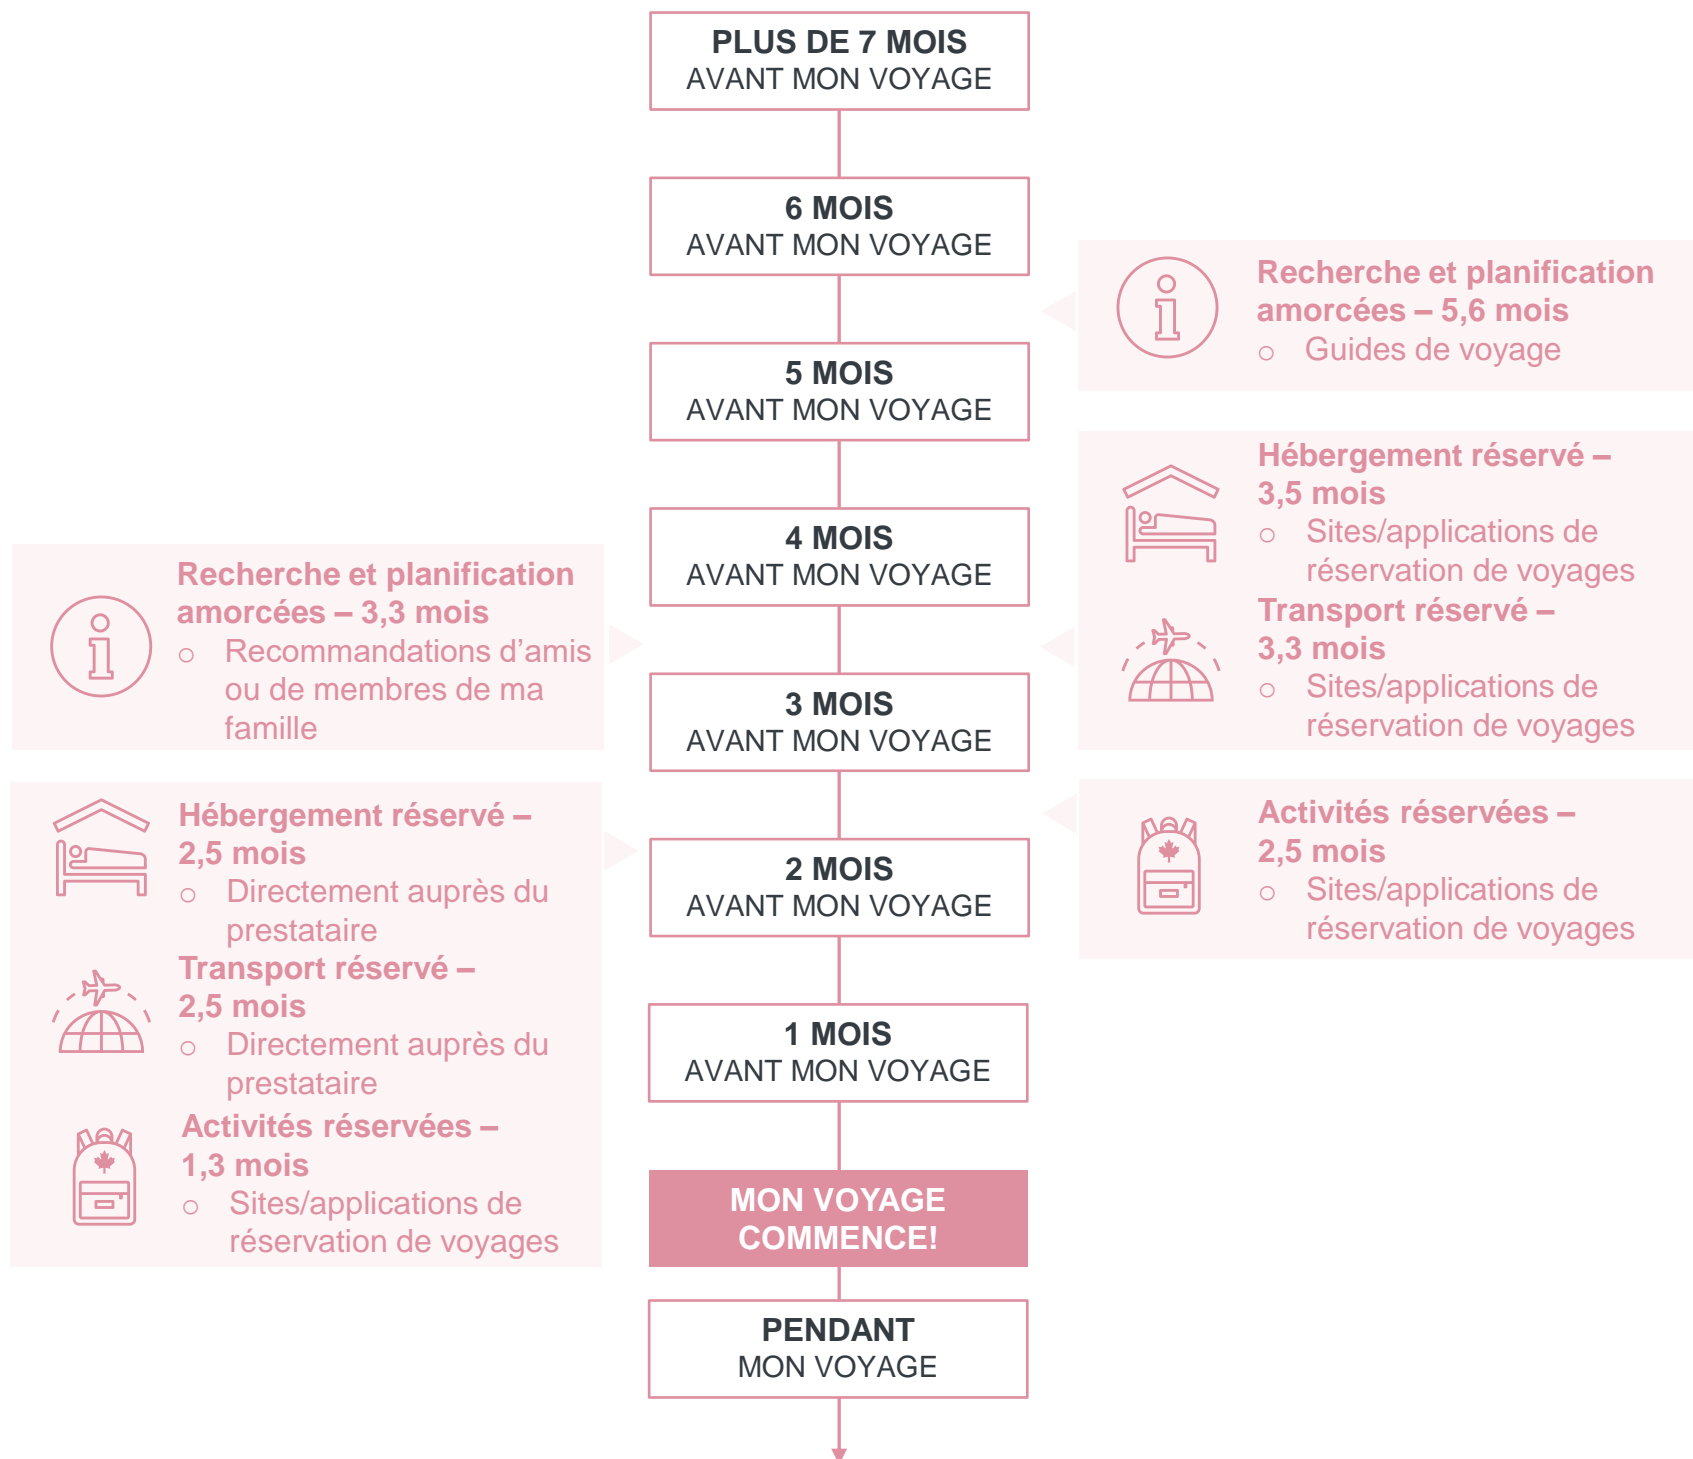 PLUS DE 7 MOIS
AVANT MON VOYAGE
6 MOIS
AVANT MON VOYAGE
5 MOIS
AVANT MON VOYAGE
4 MOIS
AVANT MON VOYAGE
3 MOIS
AVANT MON VOYAGE
2 MOIS
AVANT MON VOYAGE
1 MOIS
AVANT MON VOYAGE
MON VOYAGE
COMMENCE!
PENDANT
MON VOYAGE
Recherche et planification
amorcées – 3,3 mois
o Recommandations d’amis
ou de membres de ma
famille
Hébergement réservé –
2,5 mois
o Directement auprès du
prestataire
Transport réservé –
2,5 mois
o Directement auprès du
prestataire
Activités réservées –
1,3 mois
o Sites/applications de
réservation de voyages
Recherche et planification
amorcées – 5,6 mois
o Guides de voyage
Hébergement réservé –
3,5 mois
o Sites/applications de
réservation de voyages
Transport réservé –
3,3 mois
o Sites/applications de
réservation de voyages
Activités réservées –
2,5 mois
o Sites/applications de
réservation de voyages